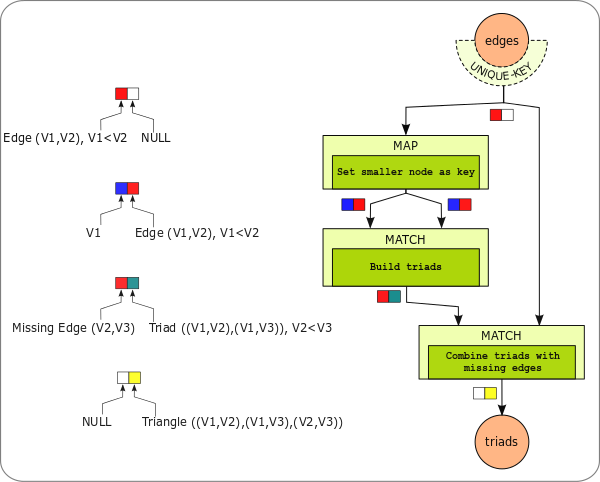 edges
UNIQUE-KEY
Edge (V1,V2), V1<V2 NULL
MAP
Set smaller node as key
V1 Edge (V1,V2), V1<V2
MATCH
Build triads
Missing Edge (V2,V3) Triad ((V1,V2),(V1,V3)), V2<V3
MATCH
Combine triads with
missing edges
NULL Triangle ((V1,V2),(V1,V3),(V2,V3))
triads